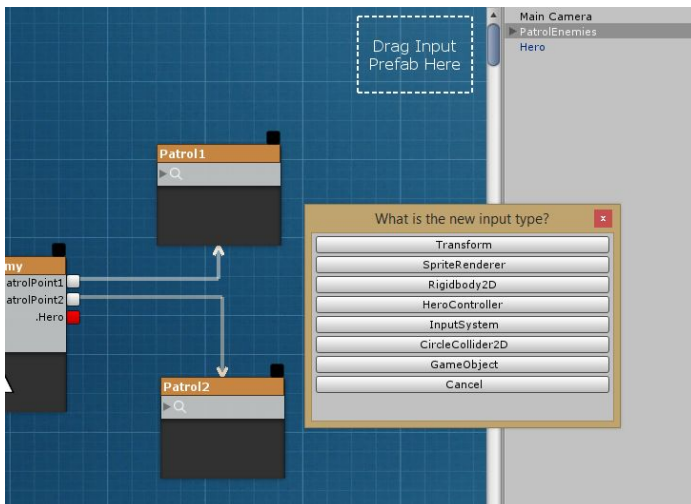 Drag Input
Prefab Here
Main Camera
PatrolEnemies
Hero
Patrol1
What is the new input type?
x
Transform
SpriteRenderer
Rigidbody2D
HeroController
InputSystem
CircleCollider2D
GameObject
Cancel
my
atrolPoint1
atrolPoint2
.Hero
Patrol2